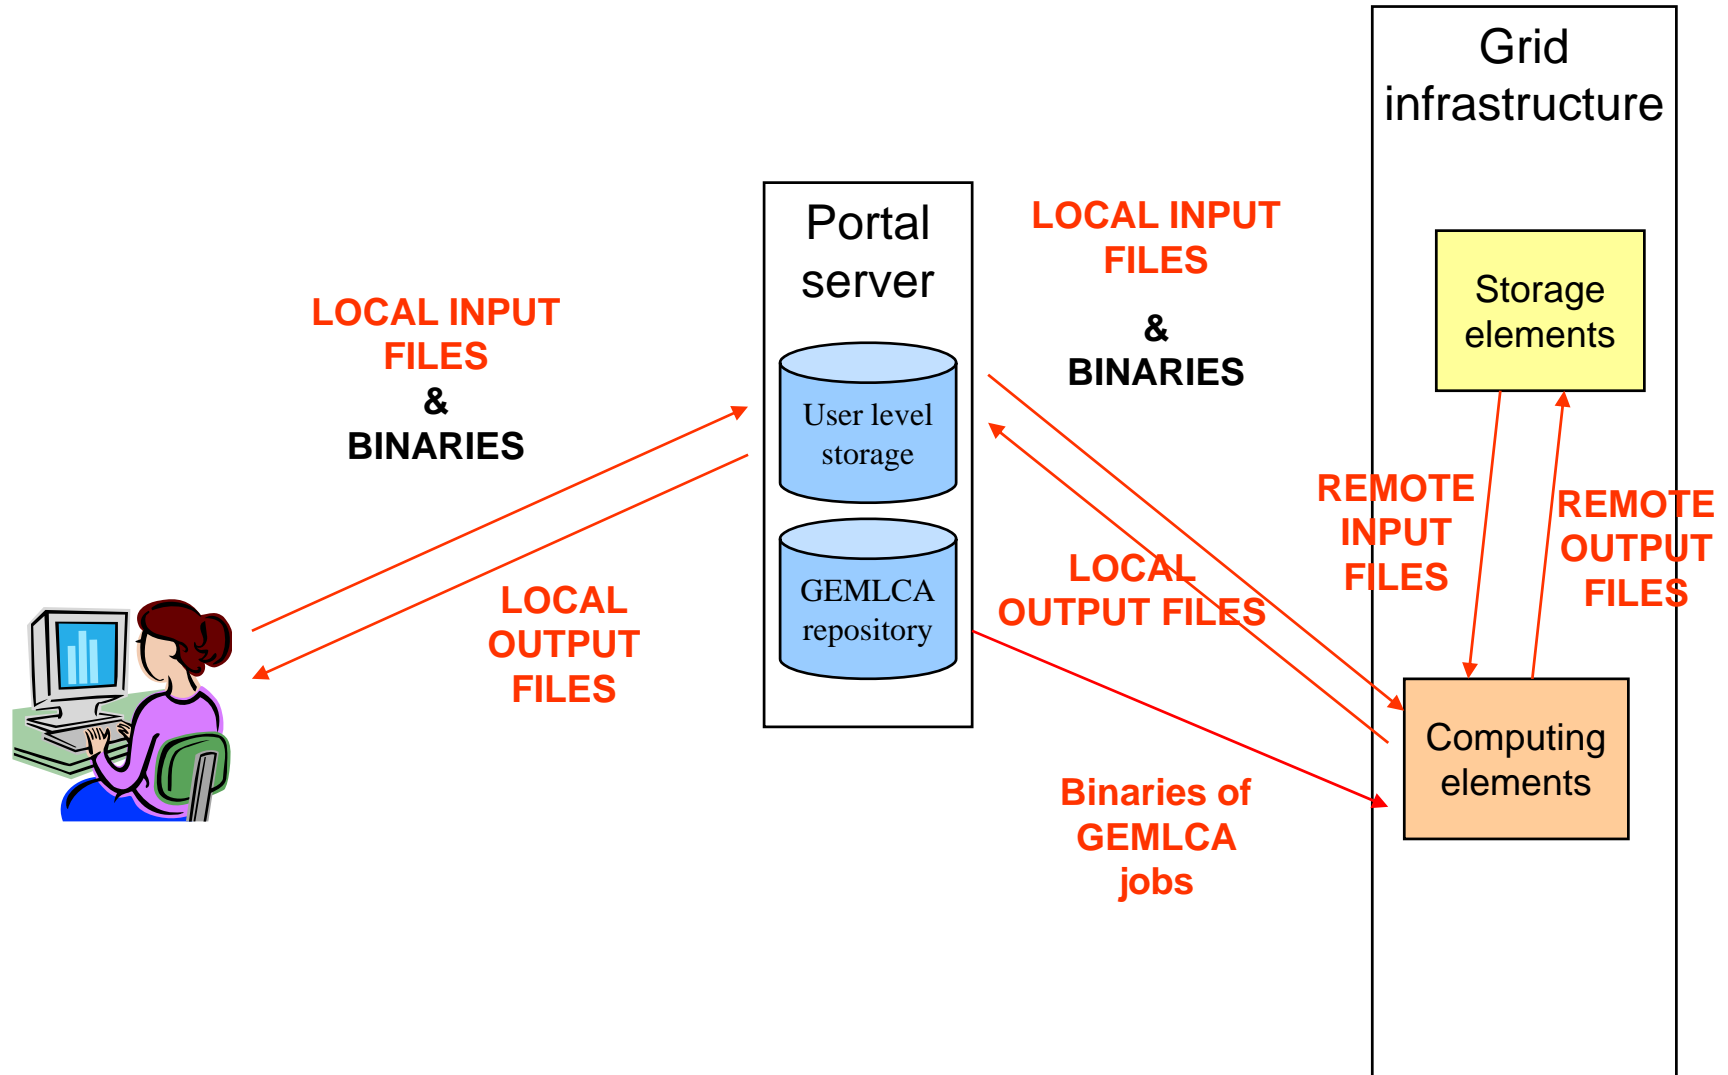 Grid
infrastructure
Portal
server
LOCAL INPUT
FILES
&
BINARIES
LOCAL INPUT
FILES
&
BINARIES
Storage
elements
User level
storage
GEMLCA
repository
LOCAL
OUTPUT
FILES
LOCAL
OUTPUT FILES
REMOTE
INPUT
FILES
REMOTE
OUTPUT
FILES
Computing
elements
Binaries of
GEMLCA
jobs